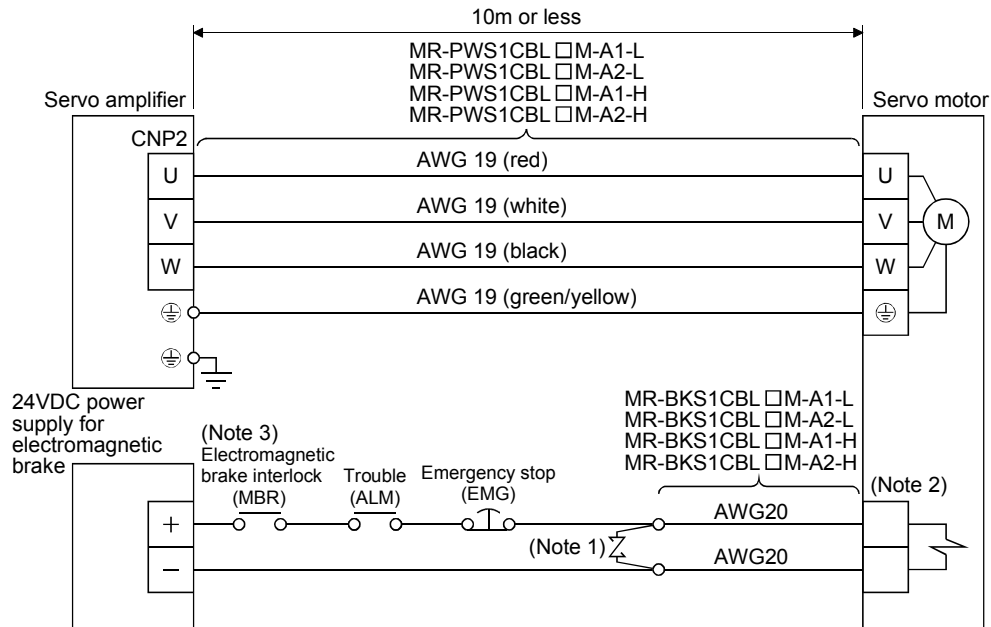 10m or less
MR-PWS1CBL □M-A1-L
MR-PWS1CBL □M-A2-L
MR-PWS1CBL □M-A1-H
MR-PWS1CBL □M-A2-H
Servo amplifier
Servo motor
CNP2
U
AWG 19 (red)
U
V
AWG 19 (white)
V
M
W
AWG 19 (black)
W
AWG 19 (green/yellow)
24VDC power
supply for
electromagnetic
brake
(Note 3)
Electromagnetic
brake interlock
(MBR)
Trouble
(ALM)
Emergency stop
(EMG)
MR-BKS1CBL □M-A1-L
MR-BKS1CBL □M-A2-L
MR-BKS1CBL □M-A1-H
MR-BKS1CBL □M-A2-H
(Note 2)
+
AWG20
(Note 1)
−
AWG20